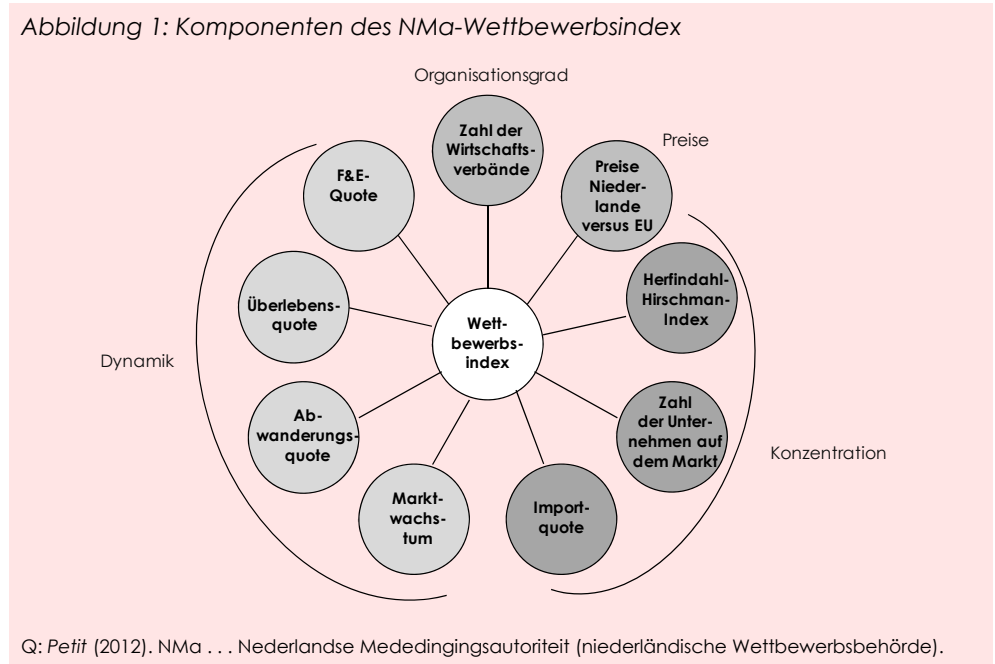 Abbildung 1: Komponenten des NMa-Wettbewerbsindex
Organisationsgrad
Zahl der
Wirtschafts-
verbände
Preise
Preise
Nieder-
lande
versus EU
F&E-
Quote
Herfindahl-
Hirschman-
Index
Überlebens-
quote
Wett-
bewerbs-
index
Dynamik
Ab-
wanderungs-
quote
Zahl
der Unter-
nehmen auf
dem Markt
Konzentration
Markt-
wachs-
tum
Import-
quote
Q: Petit (2012). NMa . . . Nederlandse Mededingingsautoriteit (niederländische Wettbewerbsbehörde).